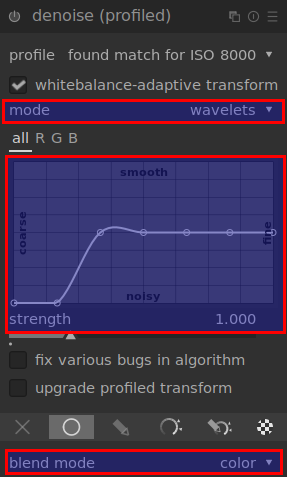 denoise (profiled)
profile found match for ISO 8000
whitebalance-adaptive transform
mode wavelets
all R G B
smooth
coarse
fine
noisy
strength 1.000
fix various bugs in algorithm
upgrade profiled transform
blend mode color